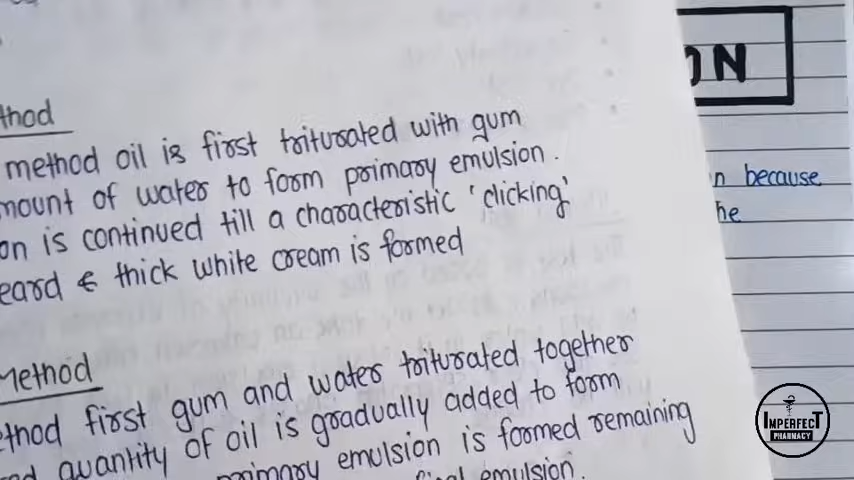 thod
method oil is first triturated with gum
mount of water to form primary emulsion.
on is continued till a characteristic 'clicking'
eard & thick white cream is formed
Method
ethod first gum and water triturated together
quantity of oil is gradually added to form
primary emulsion is formed remaining
final emulsion.
ON
n because
he
IMPERFECT
PHARMACY